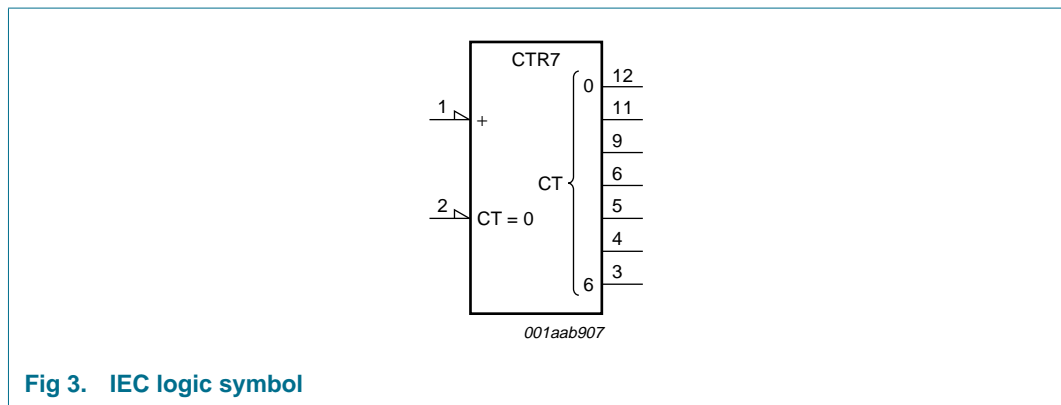 CTR7
0 12
1 + 11
9
CT 6
2 CT = 0 5
4
6 3
001aab907
Fig 3. IEC logic symbol